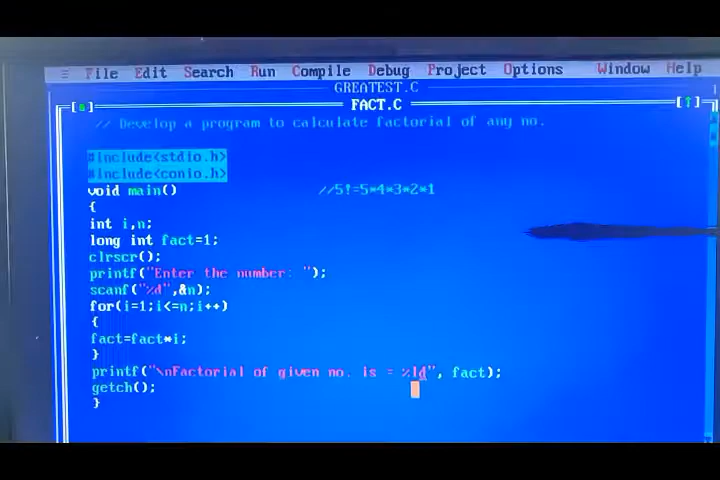 ≡ File Edit Search Run Compile Debug Project Options Window Help
GREATEST.C
FACT.C
// Develop a program to calculate factorial of any no.
#include<stdio.h>
#include<conio.h>
void main() //5!=5*4*3*2*1
{
int i,n;
long int fact=1;
clrscr();
printf("Enter the number: ");
scanf("%d",&n);
for(i=1;i<=n;i++)
{
fact=fact*i;
}
printf("\nFactorial of given no. is = %ld", fact);
getch();
}